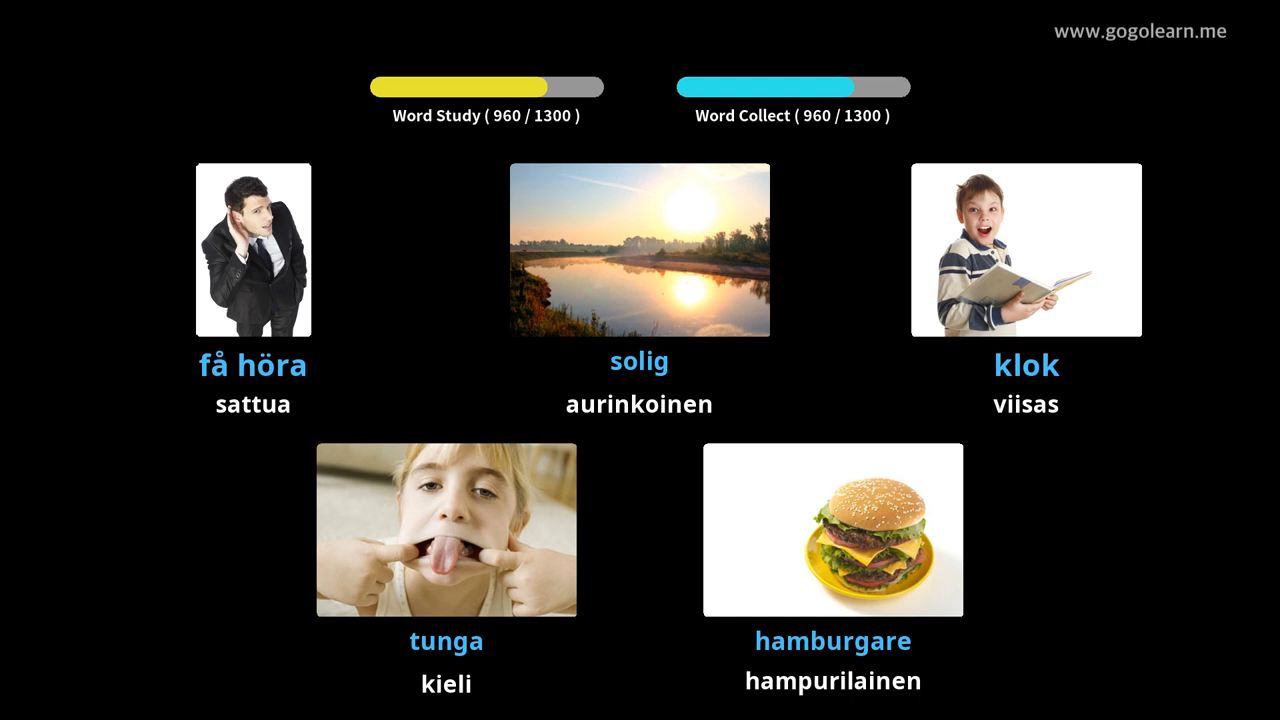 www.gogolearn.me
Word Study ( 960 / 1300 )
Word Collect ( 960 / 1300 )
få höra
sattua
solig
aurinkoinen
klok
viisas
tunga
kieli
hamburgare
hampurilainen